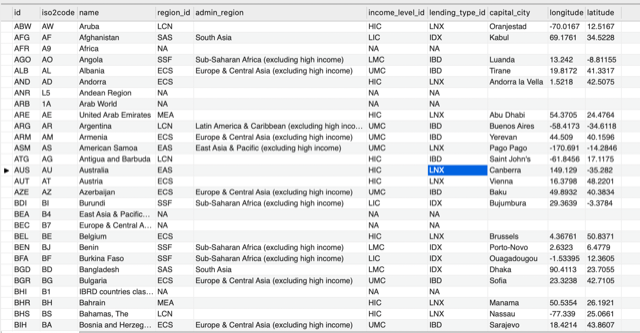 id iso2code name region_id admin_region income_level_id lending_type_id capital_city longitude latitude
ABW AW Aruba LCN HIC LNX Oranjestad -70.0167 12.5167
AFG AF Afghanistan SAS South Asia LIC IDX Kabul 69.1761 34.5228
AFR A9 Africa NA NA NA
AGO AO Angola SSF Sub-Saharan Africa (excluding high income) LMC IBD Luanda 13.242 -8.81155
ALB AL Albania ECS Europe & Central Asia (excluding high income) UMC IBD Tirane 19.8172 41.3317
AND AD Andorra ECS HIC LNX Andorra la Vella 1.5218 42.5075
ANR L5 Andean Region NA NA NA
ARB 1A Arab World NA NA NA
ARE AE United Arab Emirates MEA HIC LNX Abu Dhabi 54.3705 24.4764
ARG AR Argentina LCN Latin America & Caribbean (excluding high inco... UMC IBD Buenos Aires -58.4173 -34.6118
ARM AM Armenia ECS Europe & Central Asia (excluding high income) UMC IBD Yerevan 44.509 40.1596
ASM AS American Samoa EAS East Asia & Pacific (excluding high income) UMC LNX Pago Pago -170.691 -14.2846
ATG AG Antigua and Barbuda LCN HIC IBD Saint John's -61.8456 17.1175
AUS AU Australia EAS HIC LNX Canberra 149.129 -35.282
AUT AT Austria ECS HIC LNX Vienna 16.3798 48.2201
AZE AZ Azerbaijan ECS Europe & Central Asia (excluding high income) UMC IBD Baku 49.8932 40.3834
BDI BI Burundi SSF Sub-Saharan Africa (excluding high income) LIC IDX Bujumbura 29.3639 -3.3784
BEA B4 East Asia & Pacific... NA NA NA
BEC B7 Europe & Central A... NA NA NA
BEL BE Belgium ECS HIC LNX Brussels 4.36761 50.8371
BEN BJ Benin SSF Sub-Saharan Africa (excluding high income) LMC IDX Porto-Novo 2.6323 6.4779
BFA BF Burkina Faso SSF Sub-Saharan Africa (excluding high income) LIC IDX Ouagadougou -1.53395 12.3605
BGD BD Bangladesh SAS South Asia LMC IDX Dhaka 90.4113 23.7055
BGR BG Bulgaria ECS Europe & Central Asia (excluding high income) UMC IBD Sofia 23.3238 42.7105
BHI B1 IBRD countries clas... NA NA NA
BHR BH Bahrain MEA HIC LNX Manama 50.5354 26.1921
BHS BS Bahamas, The LCN HIC LNX Nassau -77.339 25.0661
BIH BA Bosnia and Herzeg... ECS Europe & Central Asia (excluding high income) UMC IBD Sarajevo 18.4214 43.8607